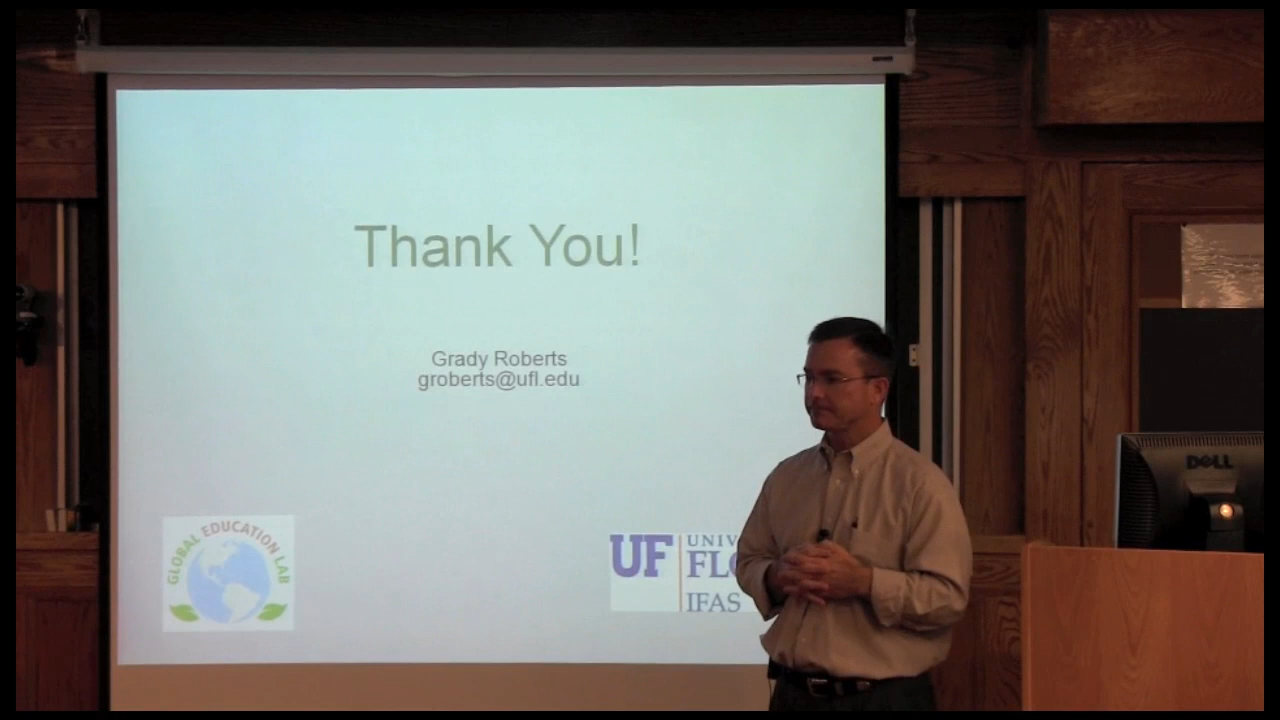 Thank You!
Grady Roberts
groberts@ufl.edu
GLOBAL EDUCATION LAB
UF
IFAS
DELL